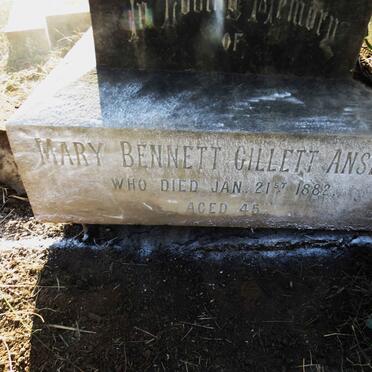 In Loving Memory
OF
MARY BENNETT GILLETT ANS
WHO DIED JAN. 21ST 1882,
AGED 45